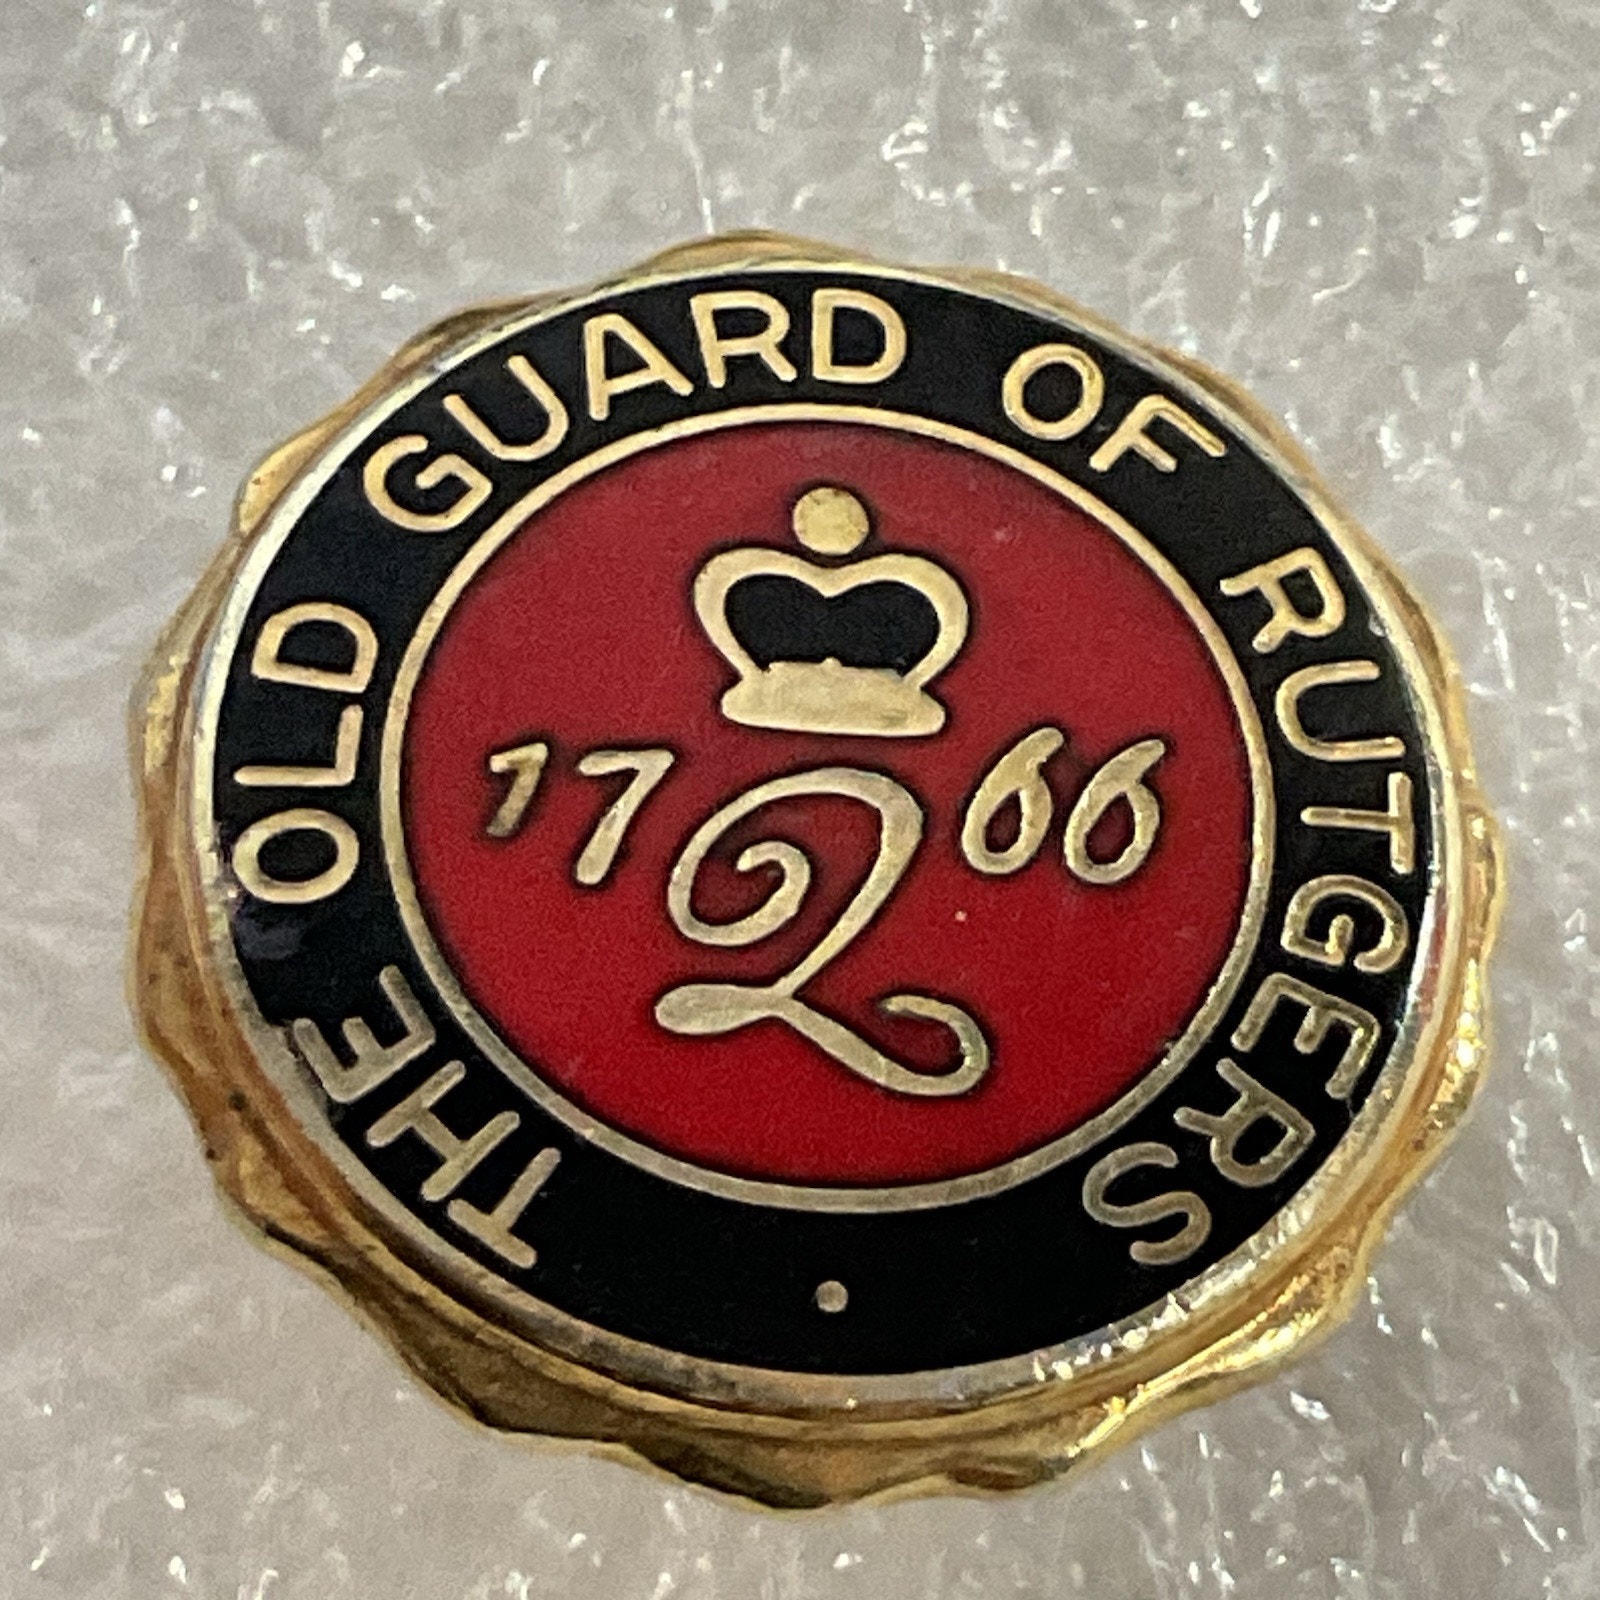 THE OLD GUARD OF RUTGERS
17 Q 66